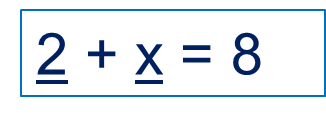 2 + x = 8